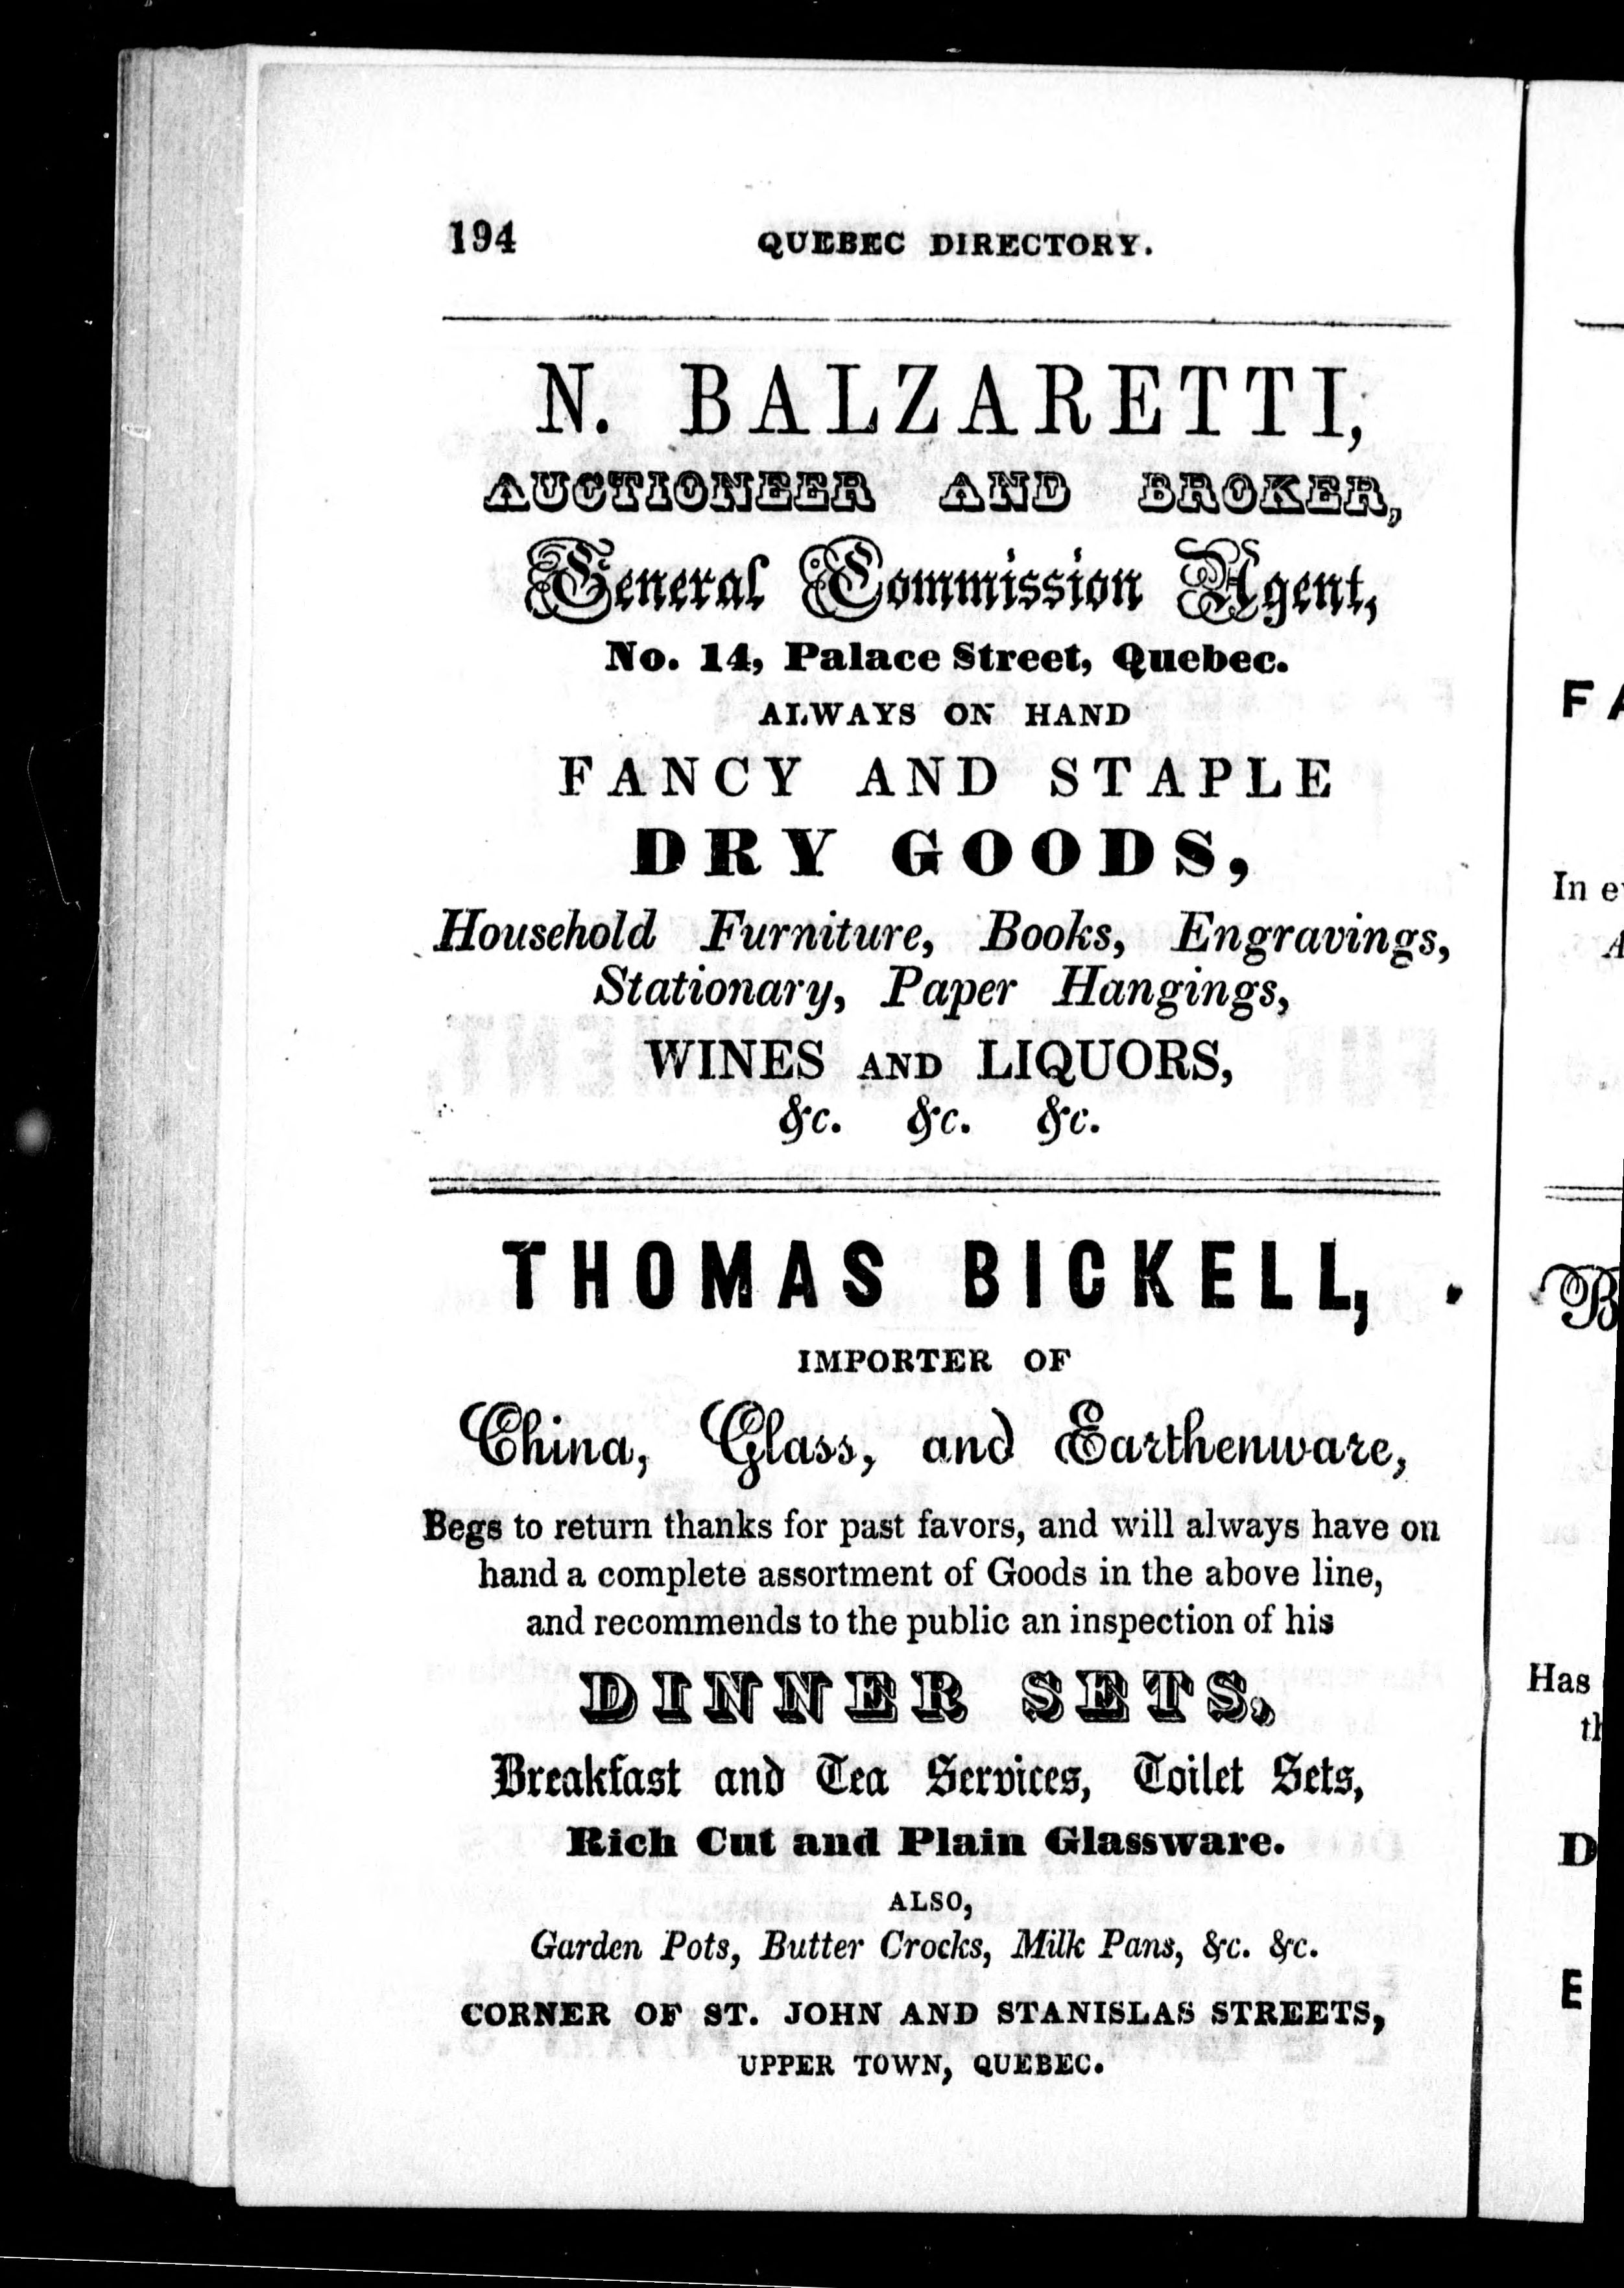 194 QUEBEC DIRECTORY.
N. BALZARETTI,
AUCTIONEER AND BROKER,
General Commission Agent,
No. 14, Palace Street, Quebec.
ALWAYS ON HAND
FANCY AND STAPLE
DRY GOODS,
Household Furniture, Books, Engravings,
Stationary, Paper Hangings,
WINES AND LIQUORS,
&c. &c. &c.
THOMAS BICKELL,
IMPORTER OF
China, Glass, and Earthenware,
Begs to return thanks for past favors, and will always have on
hand a complete assortment of Goods in the above line,
and recommends to the public an inspection of his
DINNER SETS,
Breakfast and Tea Services, Toilet Sets,
Rich Cut and Plain Glassware.
ALSO,
Garden Pots, Butter Crocks, Milk Pans, &c. &c.
CORNER OF ST. JOHN AND STANISLAS STREETS,
UPPER TOWN, QUEBEC.
In
Has